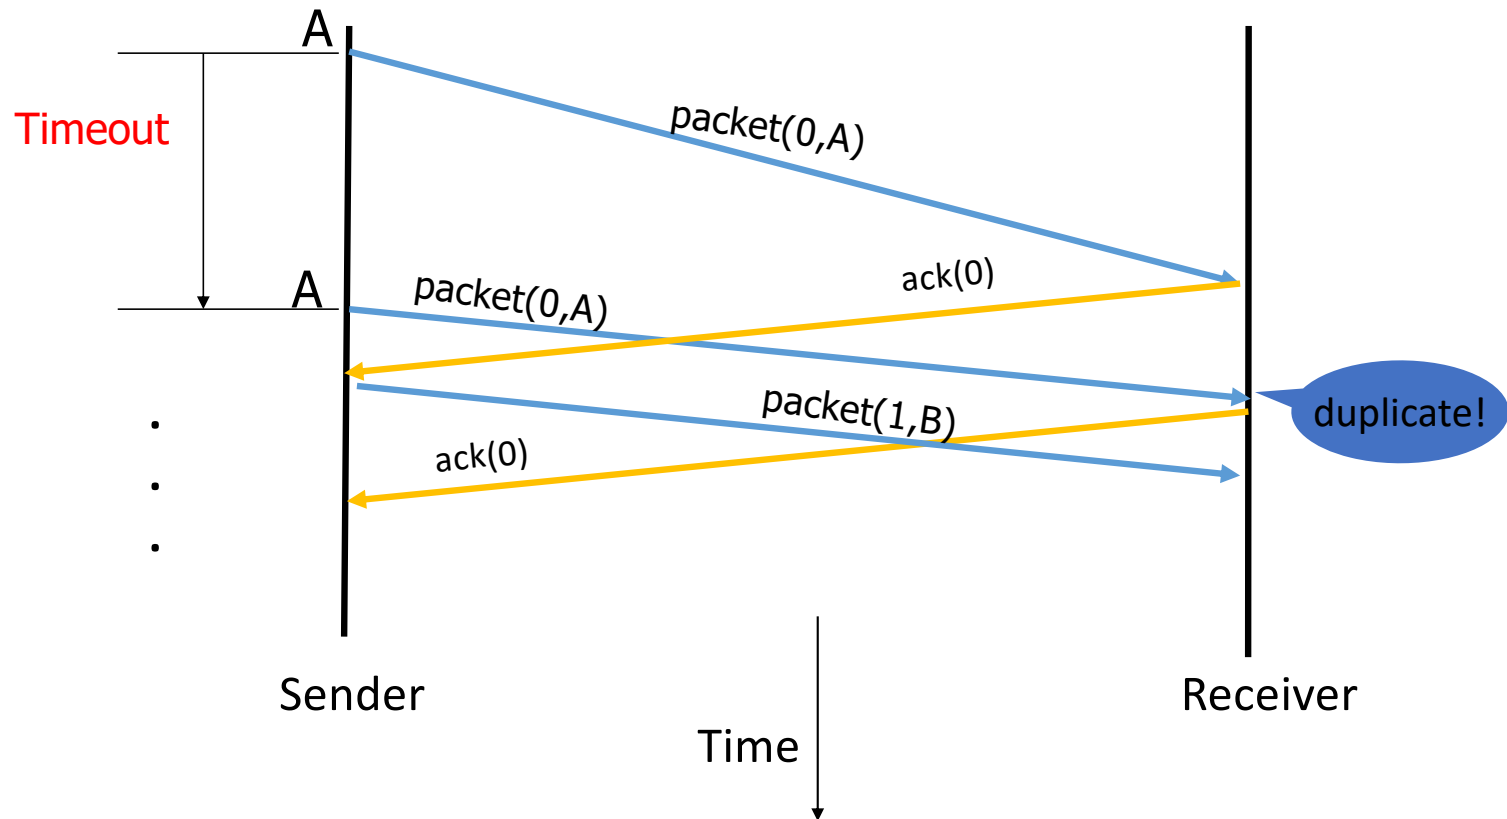 A
Timeout
packet(0,A)
ack(0)
A
packet(0,A)
packet(1,B)
duplicate!
ack(0)
.
.
.
Sender
Receiver
Time